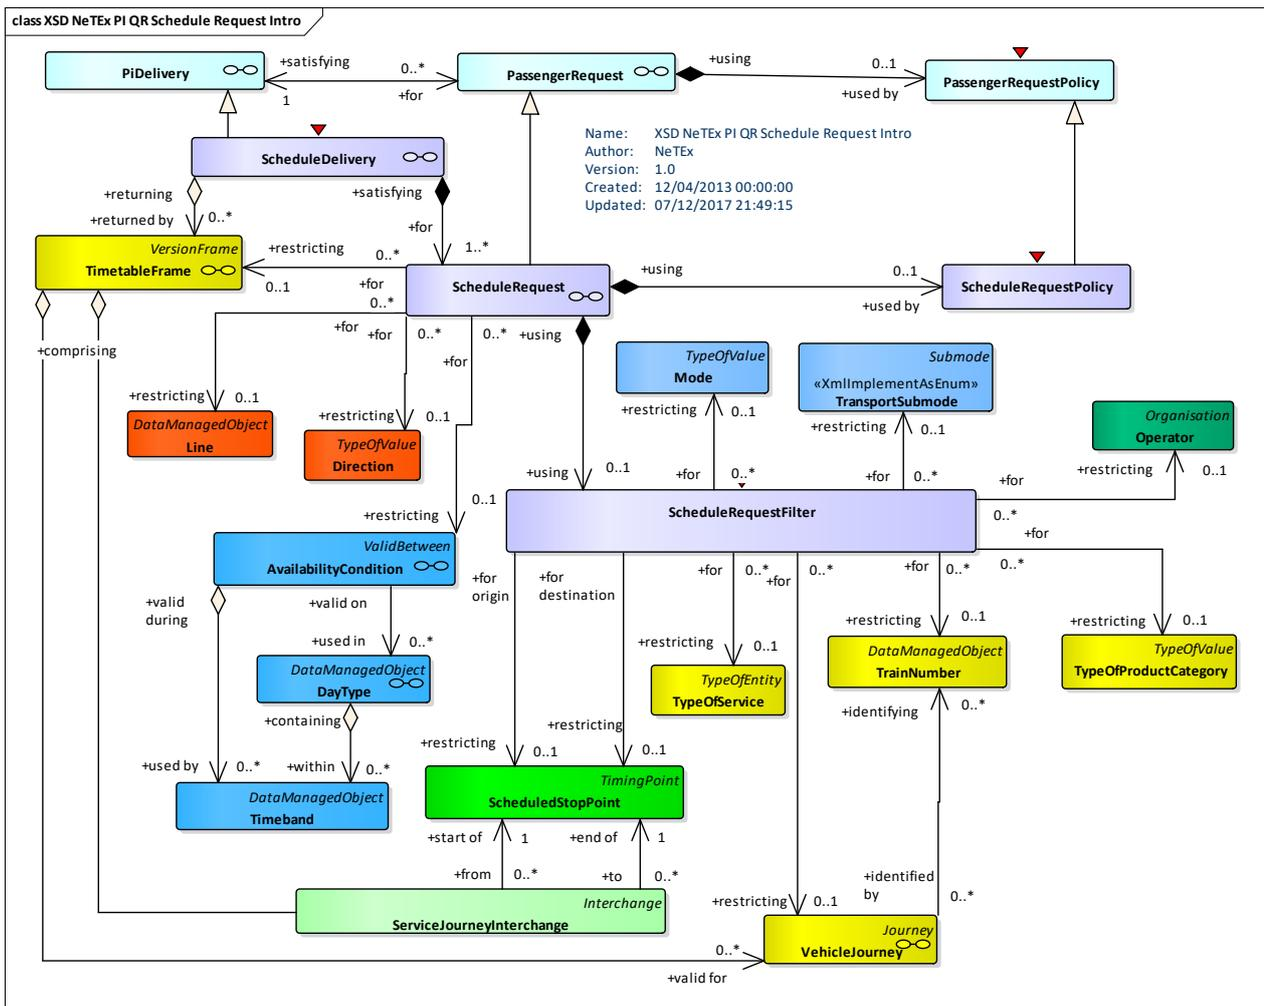 class XSD NeTEx PI QR Schedule Request Intro
PiDelivery
+satisfying
1
0..*
+for
PassengerRequest
+using
0..1
+used by
PassengerRequestPolicy
ScheduleDelivery
Name: XSD NeTEx PI QR Schedule Request Intro
Author: NeTEx
Version: 1.0
Created: 12/04/2013 00:00:00
Updated: 07/12/2017 21:49:15
+returning
+returned by
0..*
+satisfying
+for
1..*
VersionFrame
TimetableFrame
+restricting
0..1
0..*
+for
ScheduleRequest
+using
0..1
+used by
ScheduleRequestPolicy
+comprising
0..*
+for
+for
0..*
0..*
+for
+using
+restricting
0..1
DataManagedObject
Line
+restricting
0..1
TypeOfValue
Direction
TypeOfValue
Mode
+restricting
0..1
Submode
«XmlImplementAsEnum»
TransportSubmode
+restricting
0..1
Organisation
Operator
+restricting
0..1
+using
0..1
+for
0..*
+for
0..*
+for
0..*
ScheduleRequestFilter
+for
0..*
0..1
+restricting
ValidBetween
AvailabilityCondition
+valid
during
+valid on
+used in
0..*
DataManagedObject
DayType
+containing
+used by
0..*
+within
0..*
DataManagedObject
Timeband
+for
origin
+for
destination
+for
0..*
+for
0..*
+for
0..*
+restricting
0..1
TypeOfEntity
TypeOfService
+restricting
0..1
DataManagedObject
TrainNumber
+restricting
0..1
TypeOfValue
TypeOfProductCategory
+restricting
0..1
+restricting
0..1
TimingPoint
ScheduledStopPoint
+identifying
0..*
+start of
1
+end of
1
+from
0..*
+to
0..*
Interchange
ServiceJourneyInterchange
+identified
by
0..*
+restricting
0..1
Journey
VehicleJourney
0..*
+valid for